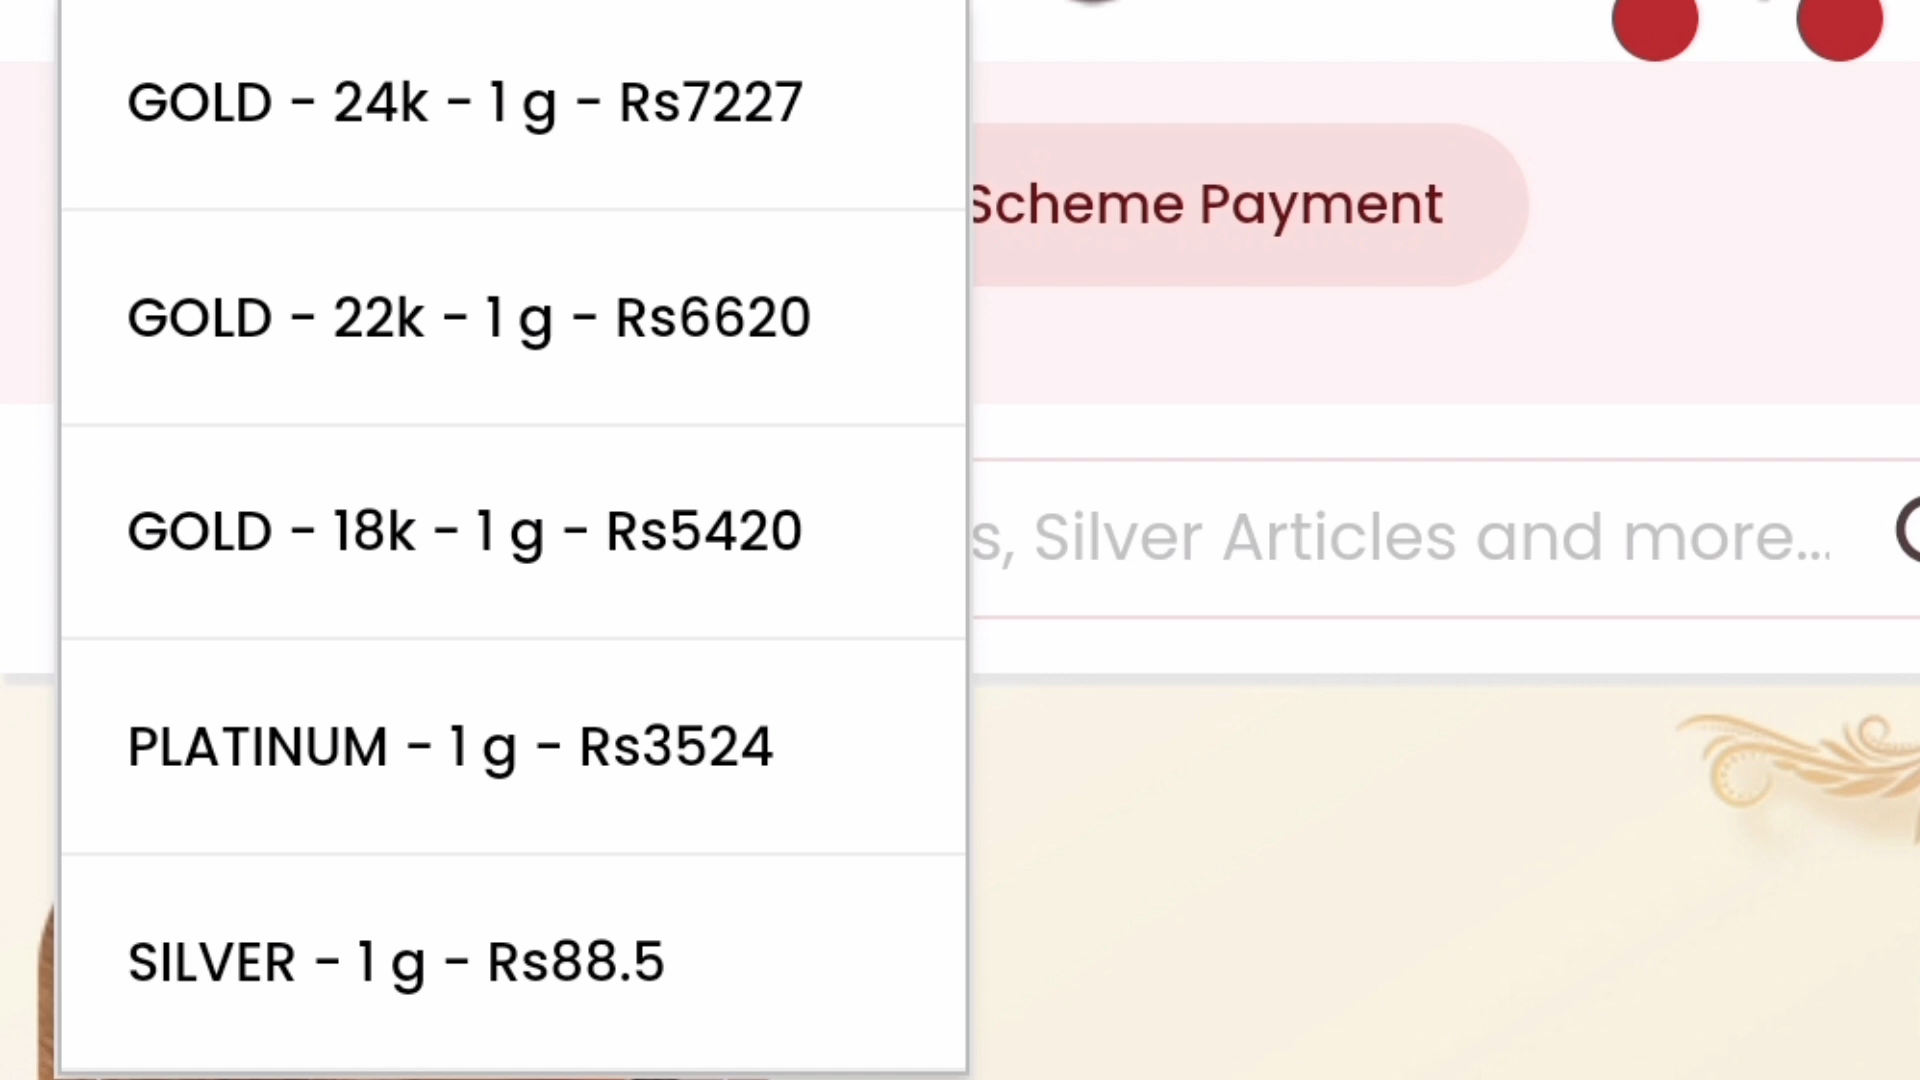 GOLD - 24k - 1 g - Rs7227
Scheme Payment
GOLD - 22k - 1 g - Rs6620
GOLD - 18k - 1 g - Rs5420
s, Silver Articles and more...
PLATINUM - 1 g - Rs3524
SILVER - 1 g - Rs88.5